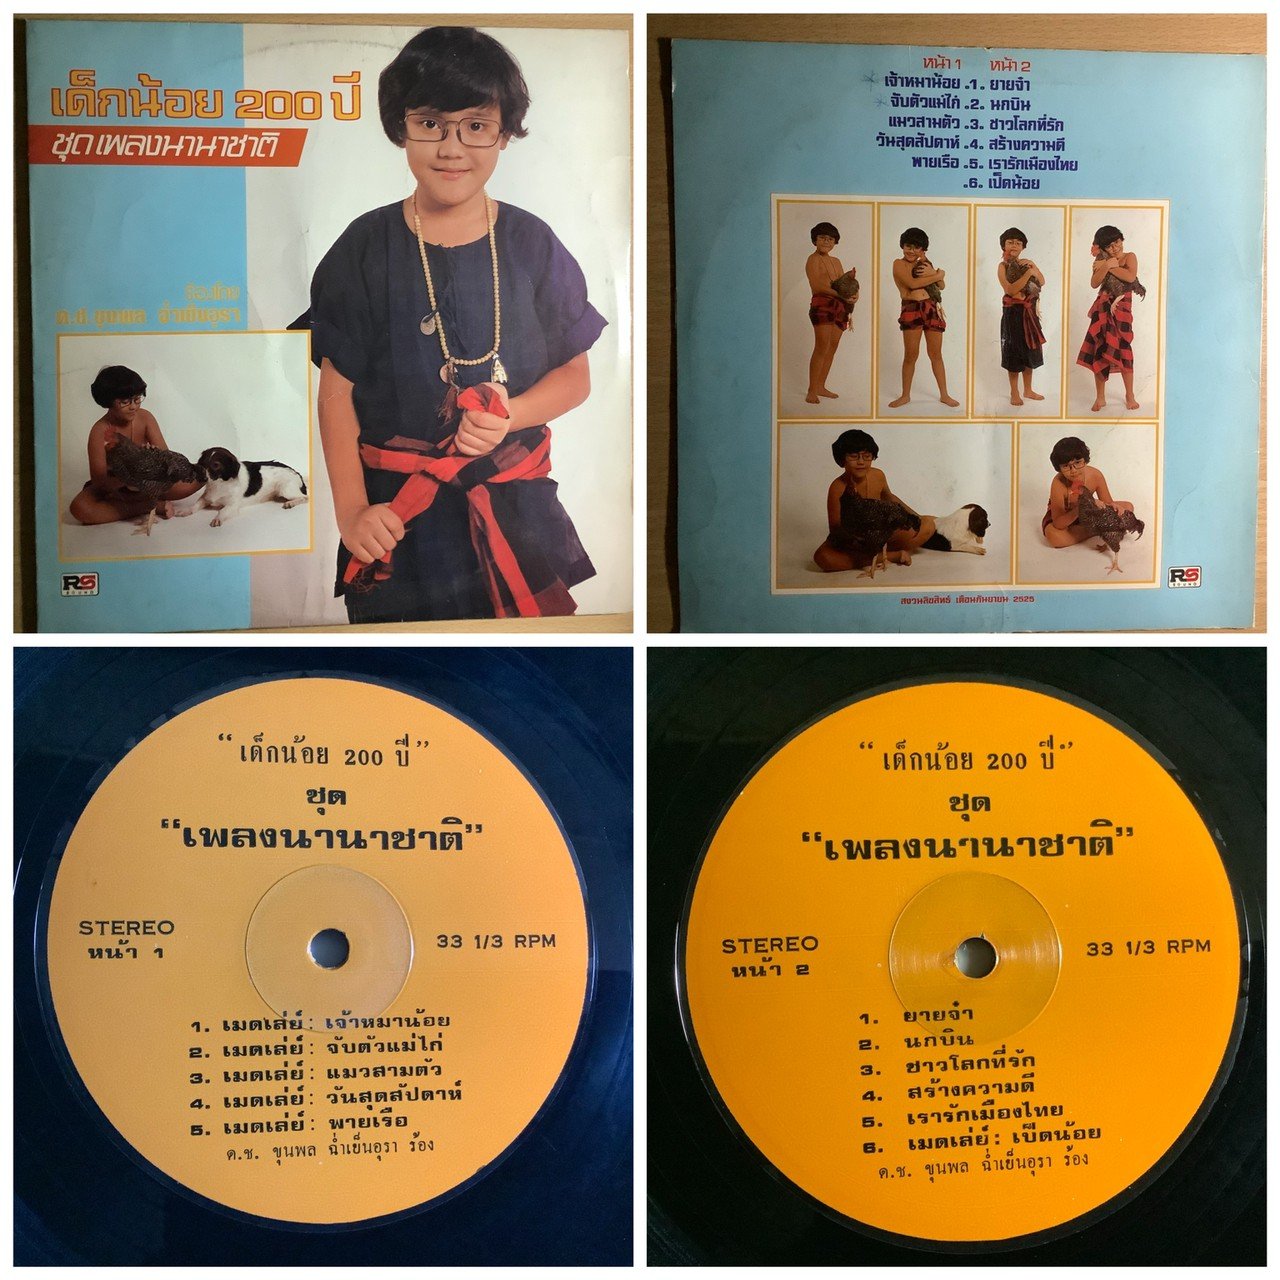 เด็กน้อย 200 ปี
ชุดเพลงนานาชาติ
ร้องโดย
ด.ช.ขุนพล ฉ่ำเย็นอุรา
RS
SOUND
หน้า 1 หน้า 2
เจ้าหมาน้อย .1. ยายจ๋า
จับตัวแม่ไก่ .2. นกบิน
แมวสามตัว .3. ชาวโลกที่รัก
วันสุดสัปดาห์ .4. สร้างความดี
พายเรือ .5. เรารักเมืองไทย
.6. เป็ดน้อย
RS
SOUND
สงวนลิขสิทธิ์ เดือนกันยายน 2525
“เด็กน้อย 200 ปี”
ชุด
“เพลงนานาชาติ”
STEREO
หน้า 1
33 1/3 RPM
1. เมดเล่ย์: เจ้าหมาน้อย
2. เมดเล่ย์: จับตัวแม่ไก่
3. เมดเล่ย์: แมวสามตัว
4. เมดเล่ย์: วันสุดสัปดาห์
5. เมดเล่ย์: พายเรือ
ด.ช. ขุนพล ฉ่ำเย็นอุรา ร้อง
“เด็กน้อย 200 ปี”
ชุด
“เพลงนานาชาติ”
STEREO
หน้า 2
33 1/3 RPM
1. ยายจ๋า
2. นกบิน
3. ชาวโลกที่รัก
4. สร้างความดี
5. เรารักเมืองไทย
6. เมดเล่ย์: เป็ดน้อย
ด.ช. ขุนพล ฉ่ำเย็นอุรา ร้อง